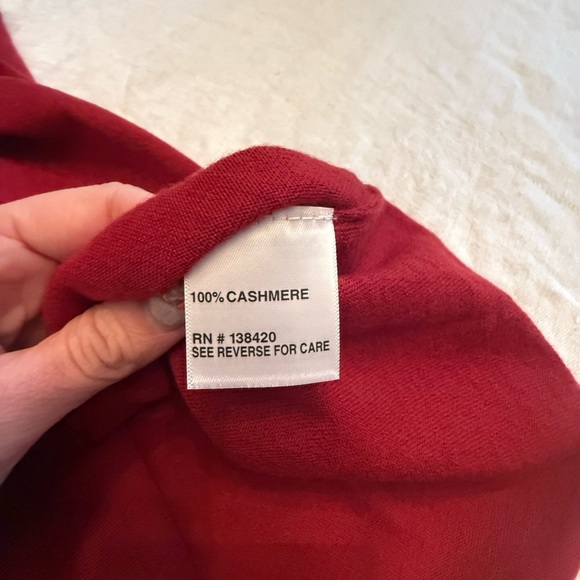 100% CASHMERE
RN # 138420
SEE REVERSE FOR CARE